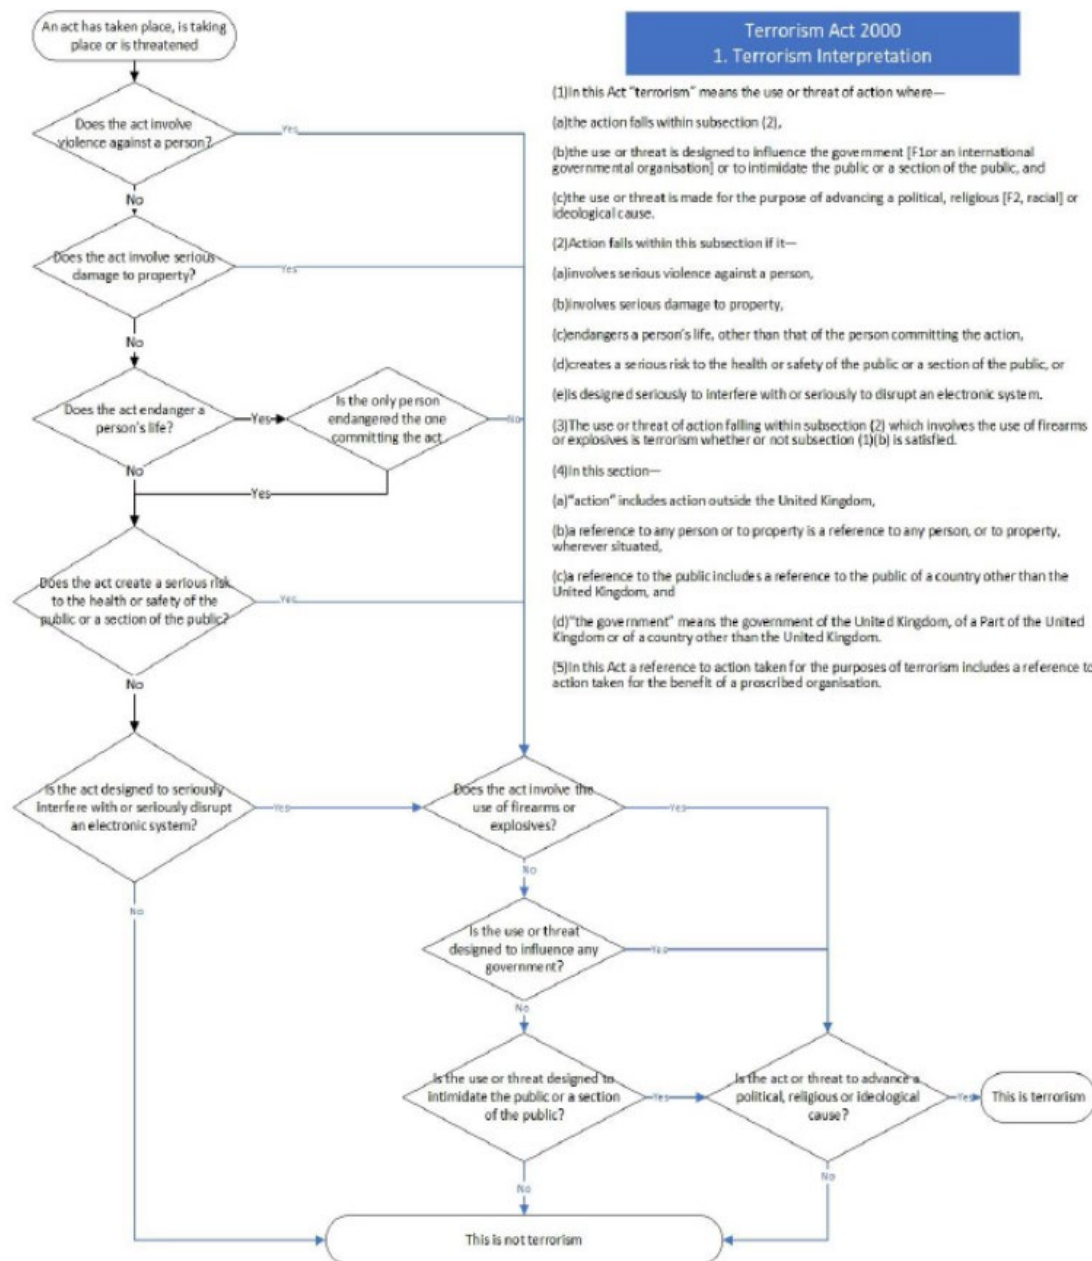 An act has taken place, is taking
place or is threatened
Does the act involve
violence against a person?
Yes
No
Does the act involve serious
damage to property?
Yes
No
Does the act endanger a
person's life?
Yes
Is the only person
endangered the one
committing the act
No
No
Yes
Does the act create a serious risk
to the health or safety of the
public or a section of the public?
Yes
No
Is the act designed to seriously
interfere with or seriously disrupt
an electronic system?
Yes
No
Does the act involve the
use of firearms or
explosives?
Yes
No
Is the use or threat
designed to influence any
government?
Yes
No
Is the use or threat designed to
intimidate the public or a section
of the public?
Yes
No
Is the act or threat to advance a
political, religious or ideological
cause?
Yes
No
This is terrorism
This is not terrorism
Terrorism Act 2000
1. Terrorism Interpretation
(1)In this Act "terrorism" means the use or threat of action where—
(a)the action falls within subsection (2),
(b)the use or threat is designed to influence the government [F1or an international
governmental organisation] or to intimidate the public or a section of the public, and
(c)the use or threat is made for the purpose of advancing a political, religious [F2, racial] or
ideological cause.
(2)Action falls within this subsection if it—
(a)involves serious violence against a person,
(b)involves serious damage to property,
(c)endangers a person's life, other than that of the person committing the action,
(d)creates a serious risk to the health or safety of the public or a section of the public, or
(e)is designed seriously to interfere with or seriously to disrupt an electronic system.
(3)The use or threat of action falling within subsection (2) which involves the use of firearms
or explosives is terrorism whether or not subsection (1)(b) is satisfied.
(4)In this section—
(a)"action" includes action outside the United Kingdom,
(b)a reference to any person or to property is a reference to any person, or to property,
wherever situated,
(c)a reference to the public includes a reference to the public of a country other than the
United Kingdom, and
(d)"the government" means the government of the United Kingdom, of a Part of the United
Kingdom or of a country other than the United Kingdom.
(5)In this Act a reference to action taken for the purposes of terrorism includes a reference to
action taken for the benefit of a proscribed organisation.